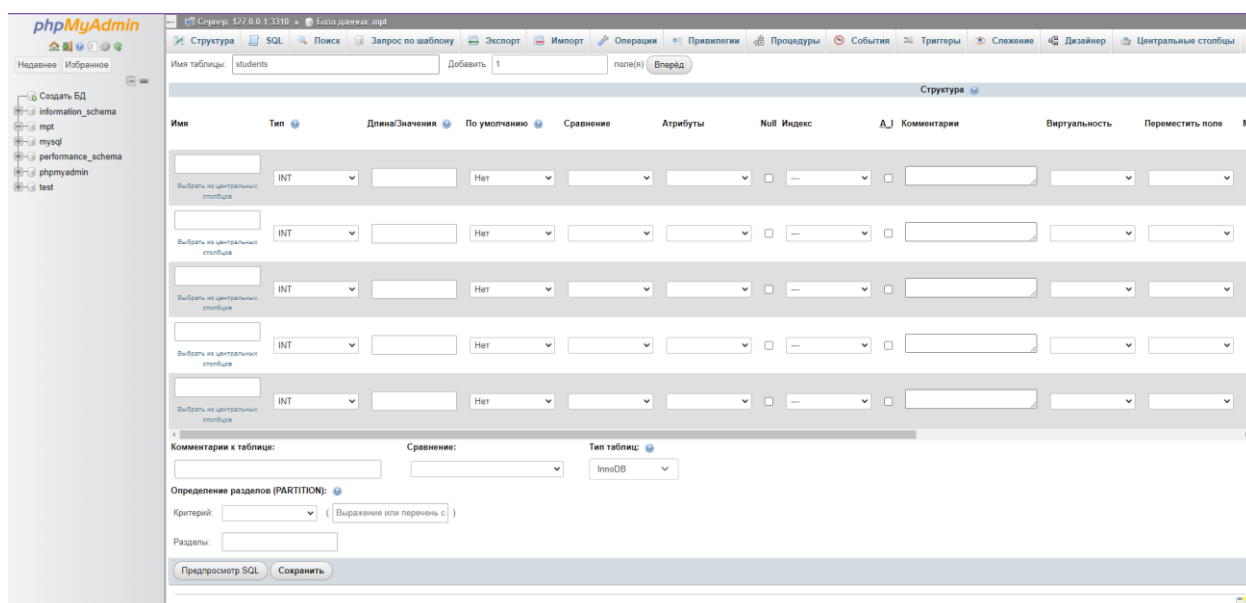 phpMyAdmin
Недавнее Избранное
Создать БД
information_schema
mpt
mysql
performance_schema
phpmyadmin
test
Сервер: 127.0.0.1:3310 » База данных: mpt
Структура SQL Поиск Запрос по шаблону Экспорт Импорт Операции Привилегии Процедуры События Триггеры Слежение Дизайнер Центральные столбцы
Имя таблицы: students Добавить 1 поле(я) Вперёд
Структура
Имя Тип Длина/Значения По умолчанию Сравнение Атрибуты Null Индекс A_I Комментарии Виртуальность Переместить поле
INT Нет ---
Выбрать из центральных
столбцов
INT Нет ---
Выбрать из центральных
столбцов
INT Нет ---
Выбрать из центральных
столбцов
INT Нет ---
Выбрать из центральных
столбцов
INT Нет ---
Выбрать из центральных
столбцов
Комментарии к таблице: Сравнение: Тип таблиц:
InnoDB
Определение разделов (PARTITION):
Критерий: ( Выражение или перечень с )
Разделы:
Предпросмотр SQL Сохранить